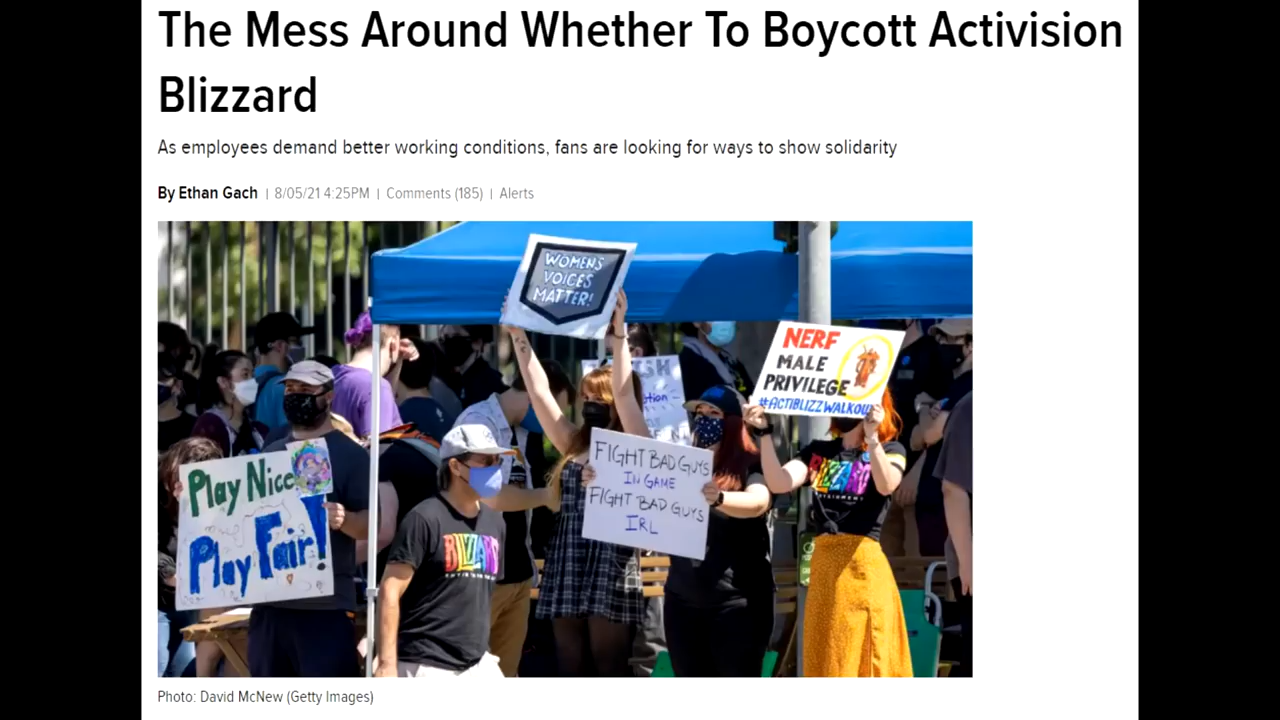 The Mess Around Whether To Boycott Activision
Blizzard
As employees demand better working conditions, fans are looking for ways to show solidarity
By Ethan Gach | 8/05/21 4:25PM | Comments (185) | Alerts
WOMENS
VOICES
MATTER!
NERF
MALE
PRIVILEGE
#ACTIBLIZZWALKOU
Play Nice
Play Fair!
FIGHT BAD GUYS
IN GAME
FIGHT BAD GUYS
IRL
BLIZZARD
ENTERTAINMENT
Photo: David McNew (Getty Images)